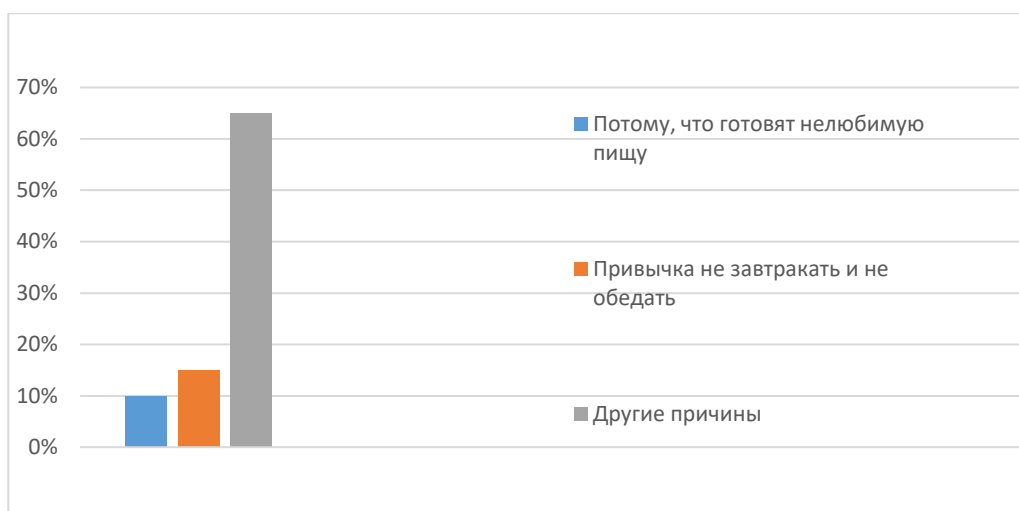 70%
60%
50%
40%
30%
20%
10%
0%
Потому, что готовят нелюбимую
пищу
Привычка не завтракать и не
обедать
Другие причины